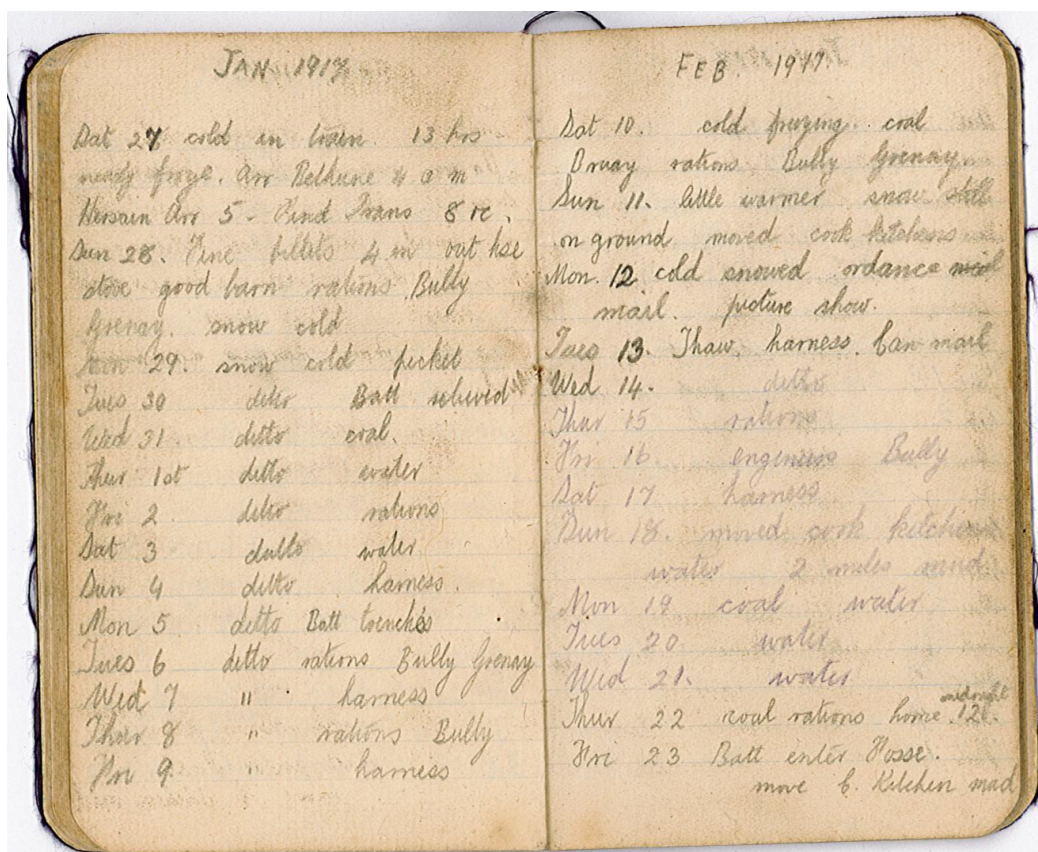 JAN 1917
Sat 27 cold in train. 13 hrs
nearly froze. Arr Bethune 4 a m
Hersain Arr 5 - Find Trans 8 oc.
Sun 28. Fine billets 4 in out hse
stove good barn rations Bully
Grenay. snow cold
29. snow cold picket
Tues 30 ditto Batt relieved
Wed 31. ditto coal.
Thur 1st ditto water
Fri 2 ditto rations
Sat 3 ditto water
Sun 4 ditto harness.
Mon 5 ditto Batt trenches
Tues 6 ditto rations Bully Grenay
Wed 7 " harness
Thur 8 " rations Bully
Fri 9 " harness
FEB. 1917.
Sat 10. cold freezing. coal
Bruay rations Bully Grenay
Sun 11. little warmer snow still
on ground moved cook kitchens
Mon. 12 cold snowed ordance
mail. picture show.
Tues 13. Thaw. harness. Can mail
Wed 14. ditto
Thur 15 rations
Fri 16. engineers Bully
Sat 17 harness
Sun 18. moved cook kitchens
water 2 miles mud
Mon 19 coal water
Tues 20 water
Wed 21. water
Thur 22 coal rations home midnight 12.
Fri 23 Batt enter Fosse.
move C. Kitchen mud